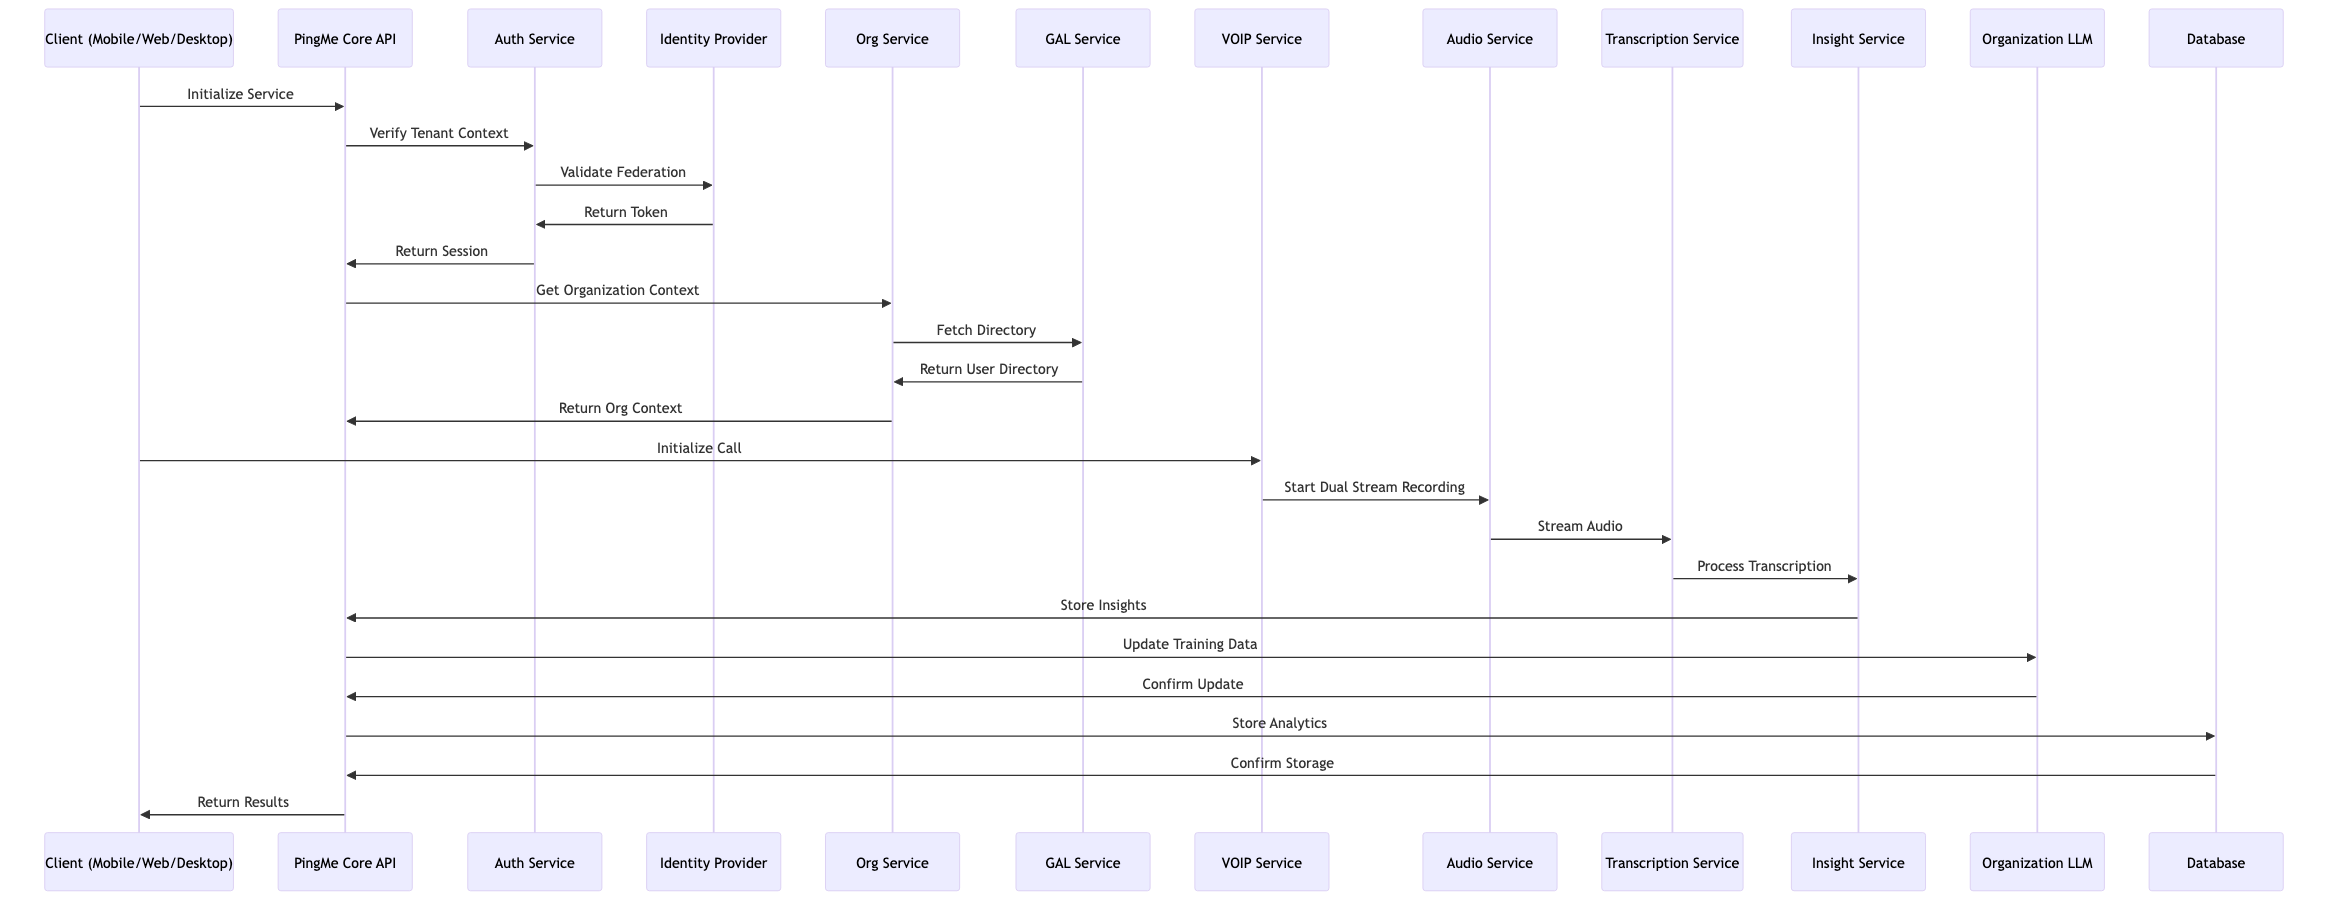 Client (Mobile/Web/Desktop)
PingMe Core API
Auth Service
Identity Provider
Org Service
GAL Service
VOIP Service
Audio Service
Transcription Service
Insight Service
Organization LLM
Database
Initialize Service
Verify Tenant Context
Validate Federation
Return Token
Return Session
Get Organization Context
Fetch Directory
Return User Directory
Return Org Context
Initialize Call
Start Dual Stream Recording
Stream Audio
Process Transcription
Store Insights
Update Training Data
Confirm Update
Store Analytics
Confirm Storage
Return Results
Client (Mobile/Web/Desktop)
PingMe Core API
Auth Service
Identity Provider
Org Service
GAL Service
VOIP Service
Audio Service
Transcription Service
Insight Service
Organization LLM
Database